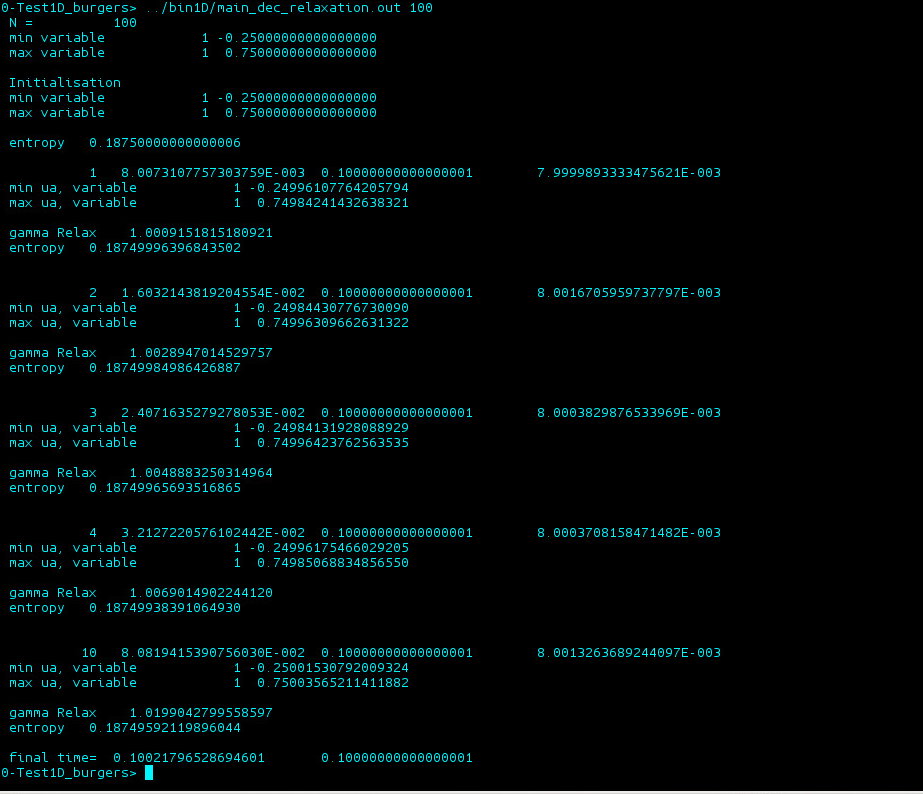 0-Test1D_burgers> ../bin1D/main_dec_relaxation.out 100
N = 100
min variable 1 -0.25000000000000000
max variable 1 0.75000000000000000
Initialisation
min variable 1 -0.25000000000000000
max variable 1 0.75000000000000000
entropy 0.18750000000000006
1 8.0073107757303759E-003 0.10000000000000001 7.9999893333475621E-003
min ua, variable 1 -0.24996107764205794
max ua, variable 1 0.74984241432638321
gamma Relax 1.0009151815180921
entropy 0.18749996396843502
2 1.6032143819204554E-002 0.10000000000000001 8.0016705959737797E-003
min ua, variable 1 -0.24984430776730090
max ua, variable 1 0.74996309662631322
gamma Relax 1.0028947014529757
entropy 0.18749984986426887
3 2.4071635279278053E-002 0.10000000000000001 8.0003829876533969E-003
min ua, variable 1 -0.24984131928088929
max ua, variable 1 0.74996423762563535
gamma Relax 1.0048883250314964
entropy 0.18749965693516865
4 3.2127220576102442E-002 0.10000000000000001 8.0003708158471482E-003
min ua, variable 1 -0.24996175466029205
max ua, variable 1 0.74985068834856550
gamma Relax 1.0069014902244120
entropy 0.18749938391064930
10 8.0819415390756030E-002 0.10000000000000001 8.0013263689244097E-003
min ua, variable 1 -0.25001530792009324
max ua, variable 1 0.75003565211411882
gamma Relax 1.0199042799558597
entropy 0.18749592119896044
final time= 0.10021796528694601 0.10000000000000001
0-Test1D_burgers>